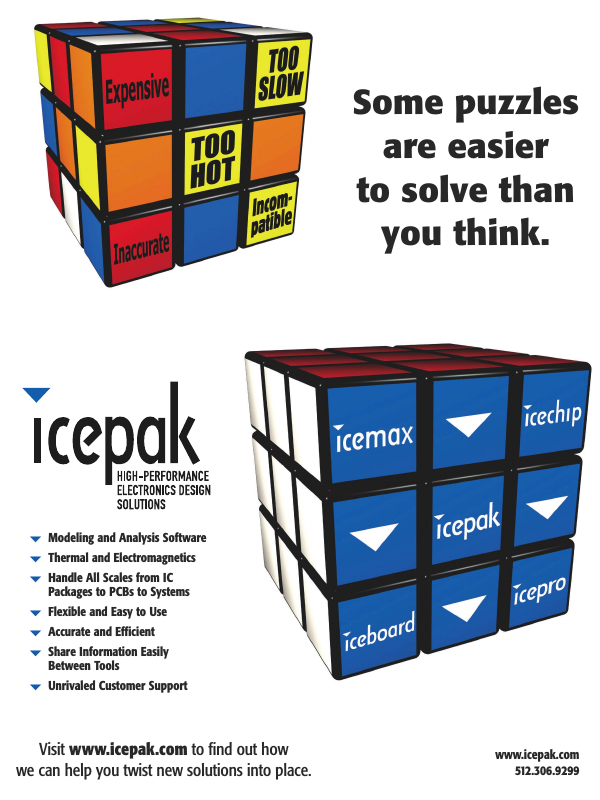 Expensive
TOO
SLOW
TOO
HOT
Inaccurate
Incom-
patible
Some puzzles
are easier
to solve than
you think.
icepak
HIGH-PERFORMANCE
ELECTRONICS DESIGN
SOLUTIONS
Modeling and Analysis Software
Thermal and Electromagnetics
Handle All Scales from IC
Packages to PCBs to Systems
Flexible and Easy to Use
Accurate and Efficient
Share Information Easily
Between Tools
Unrivaled Customer Support
icemax
icechip
icepak
iceboard
icepro
Visit www.icepak.com to find out how
we can help you twist new solutions into place.
www.icepak.com
512.306.9299